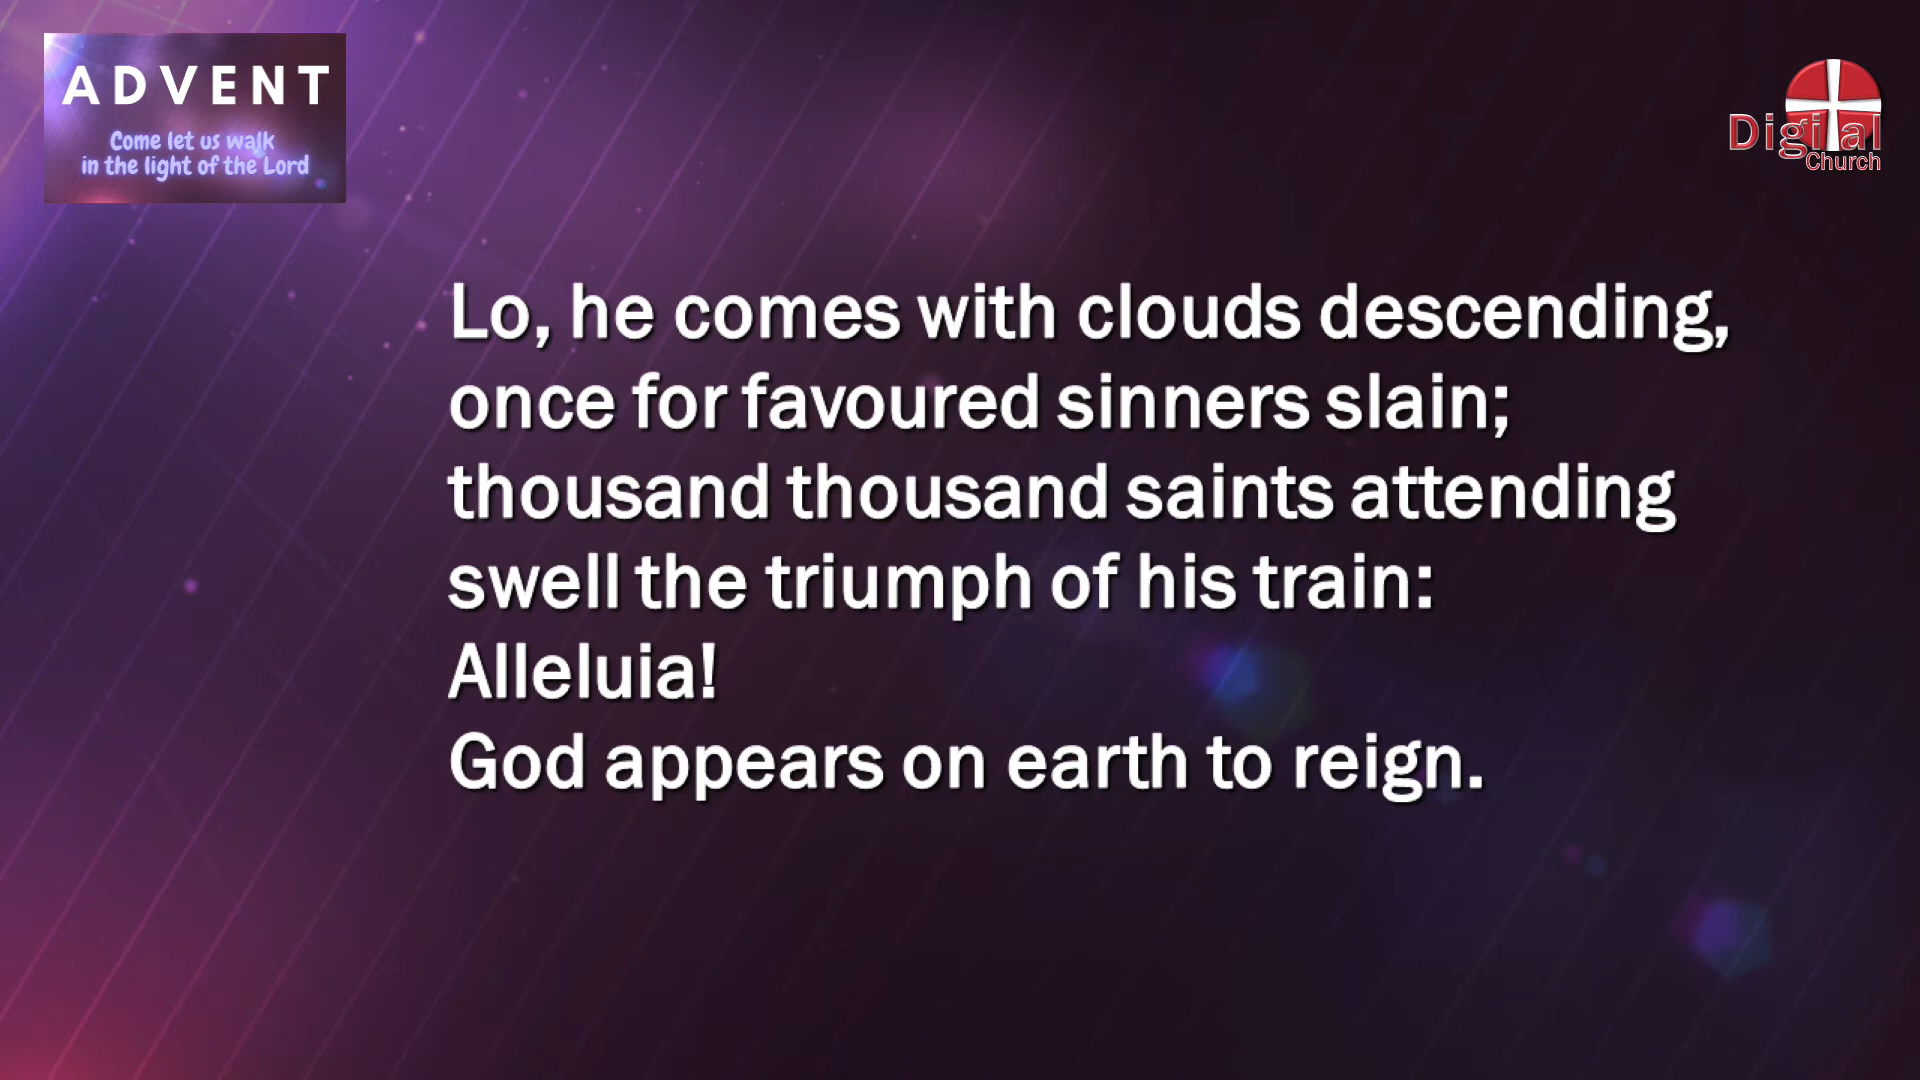 ADVENT
Come let us walk
in the light of the Lord
Digital
Church
Lo, he comes with clouds descending,
once for favoured sinners slain;
thousand thousand saints attending
swell the triumph of his train:
Alleluia!
God appears on earth to reign.